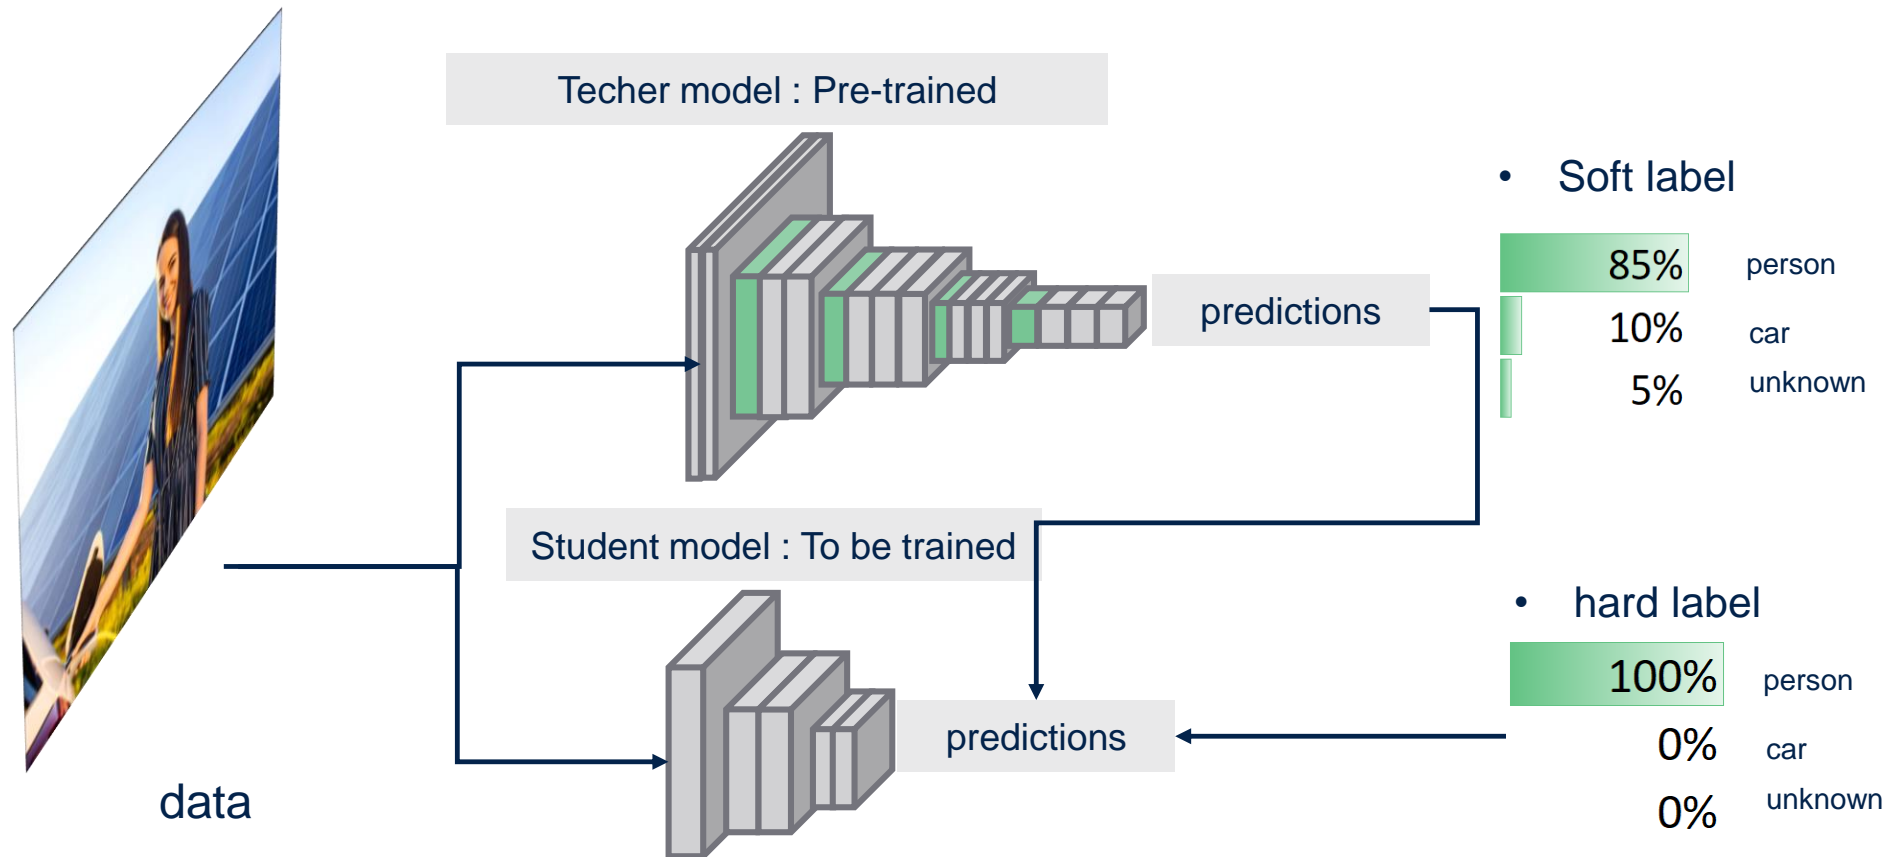 Techer model : Pre-trained
• Soft label
85% person
10% car
5% unknown
predictions
Student model : To be trained
• hard label
100% person
0% car
0% unknown
predictions
data